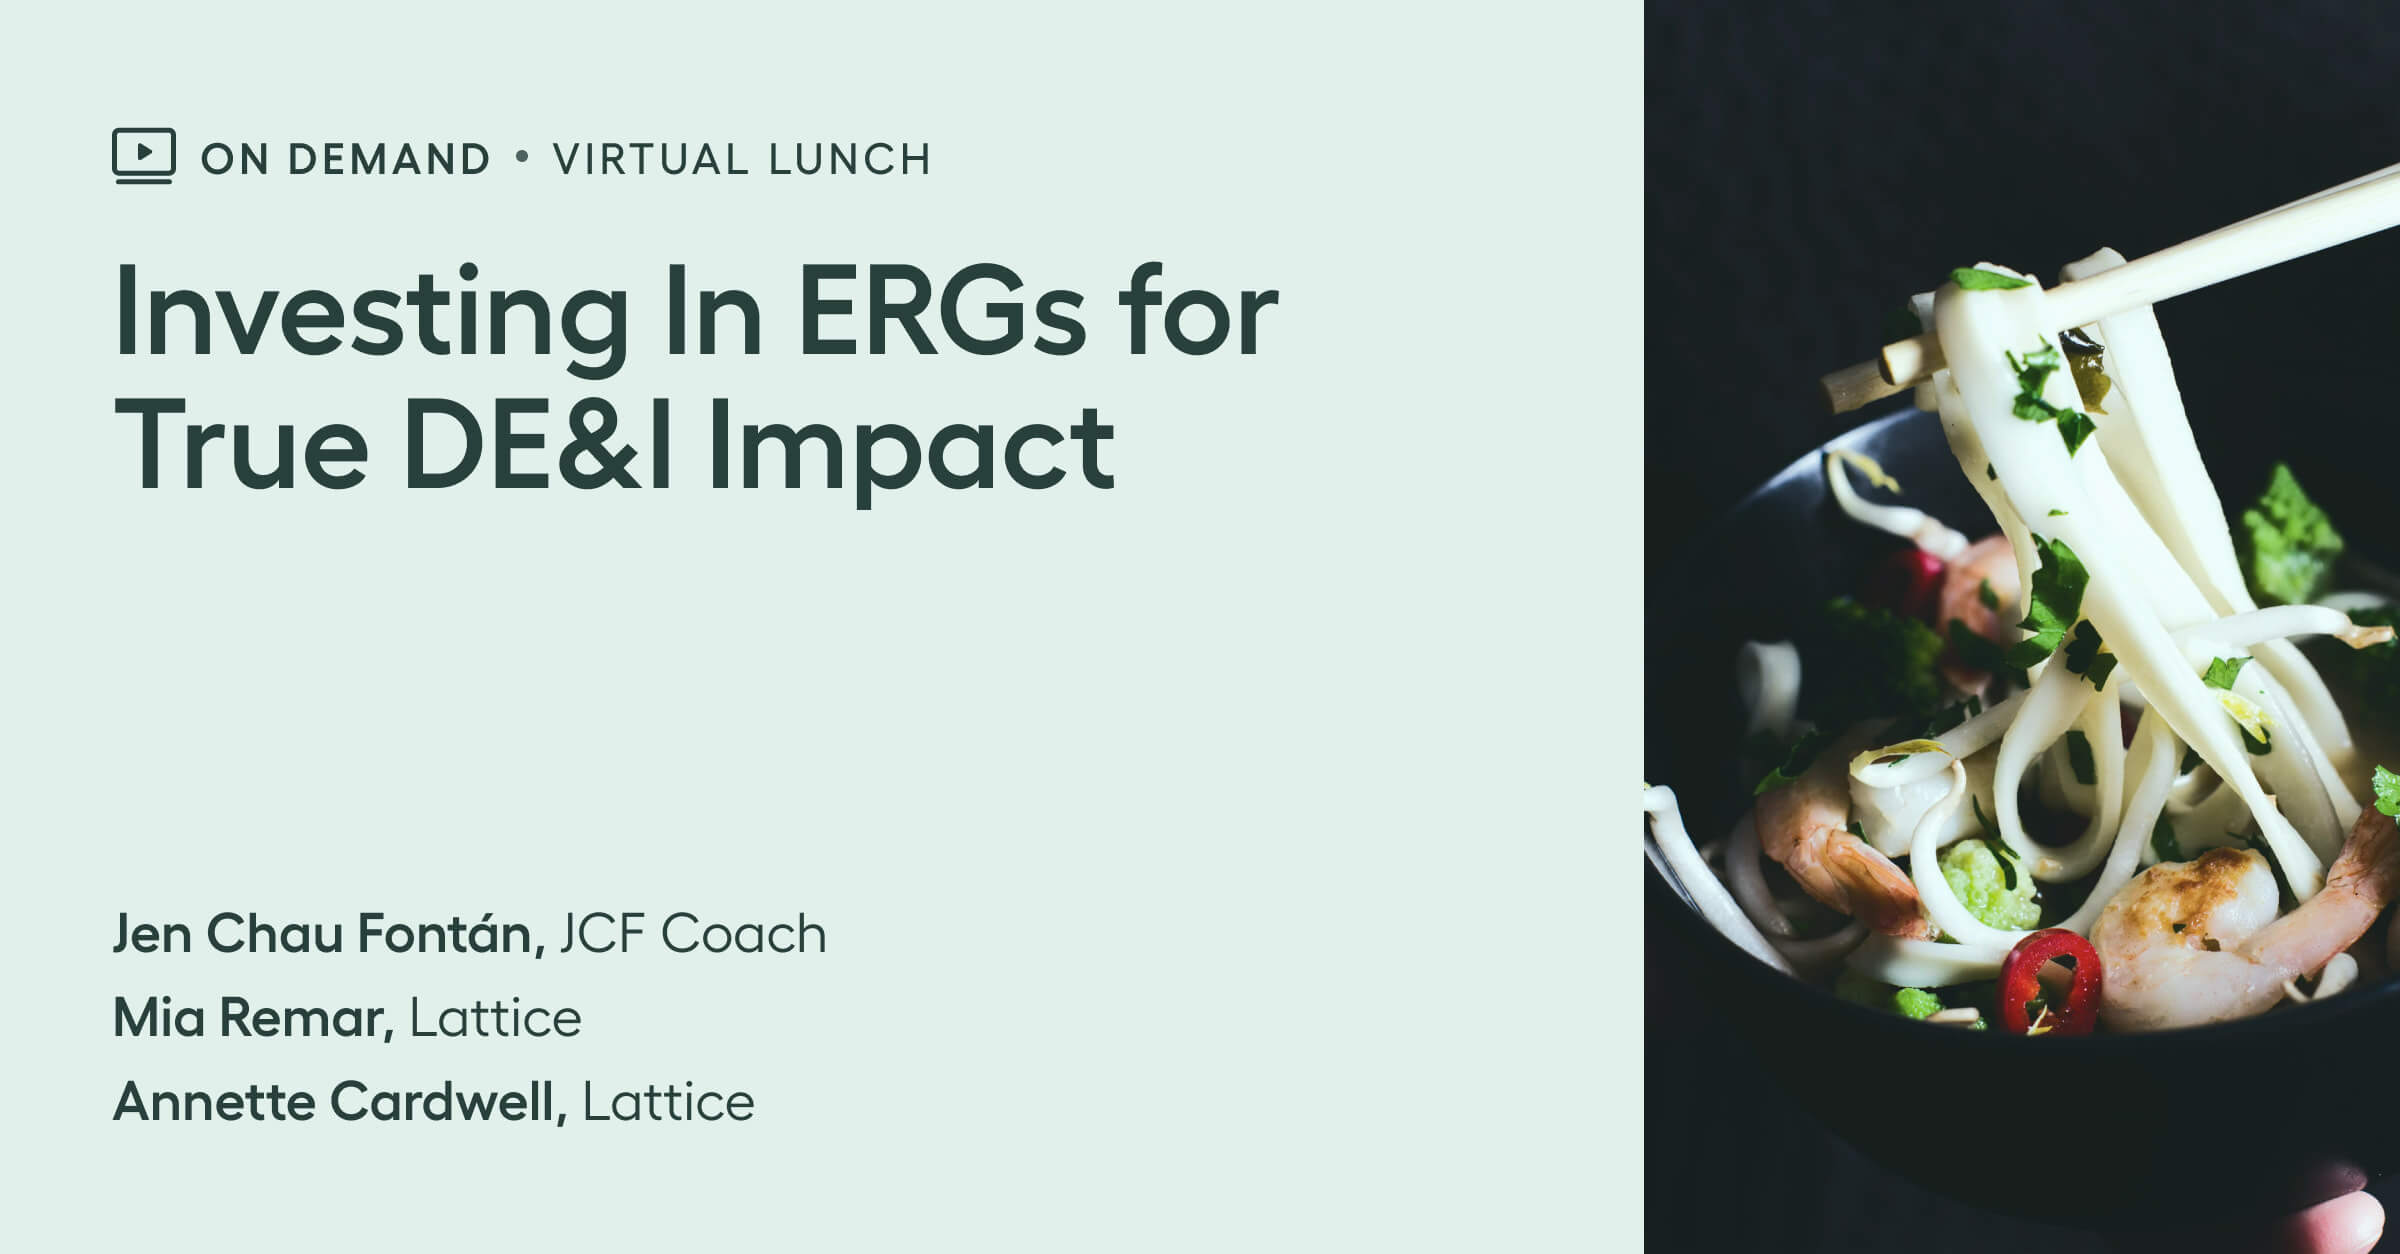 ON DEMAND • VIRTUAL LUNCH
Investing In ERGs for
True DE&I Impact
Jen Chau Fontán, JCF Coach
Mia Remar, Lattice
Annette Cardwell, Lattice